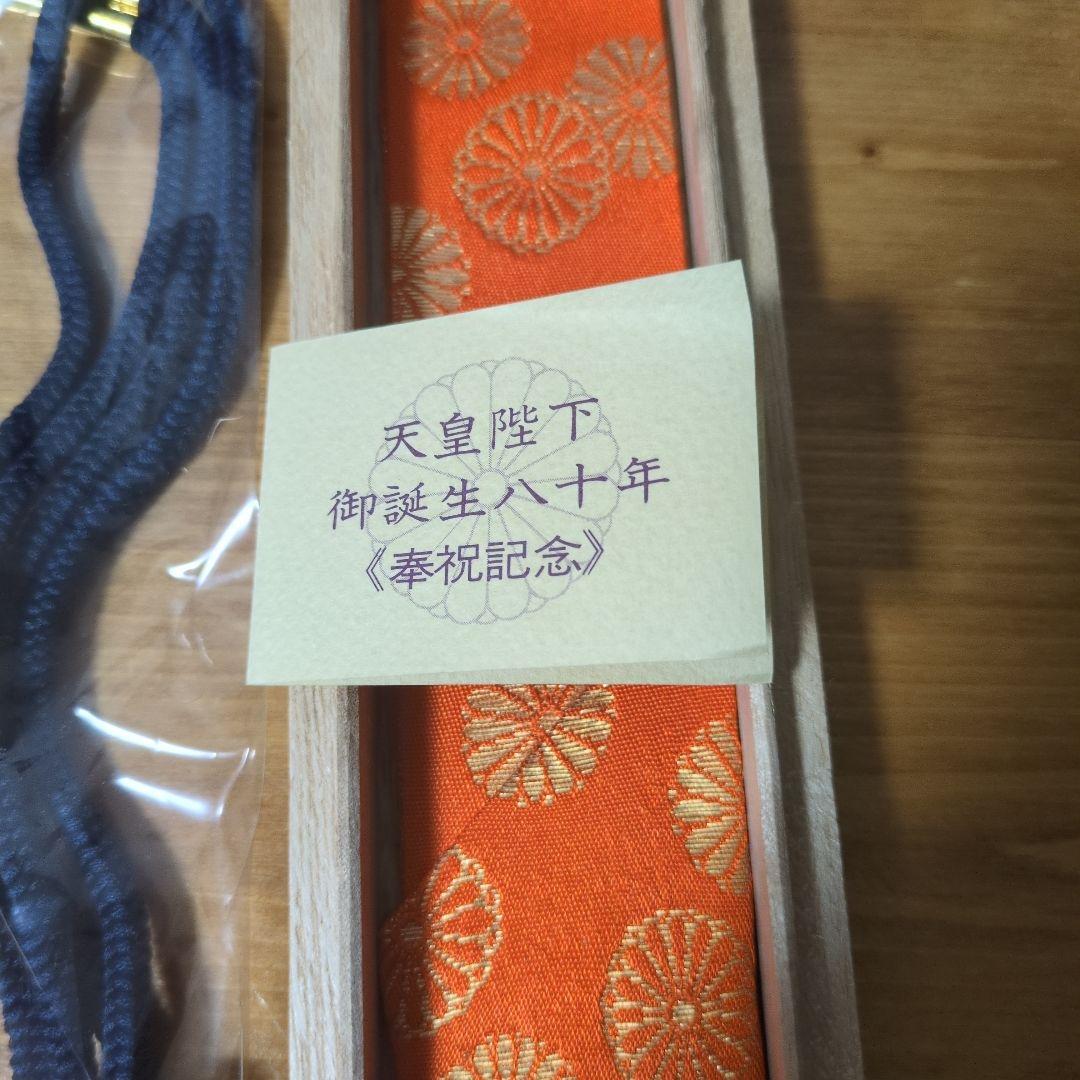 天皇陛下
御誕生八十年
《奉祝記念》